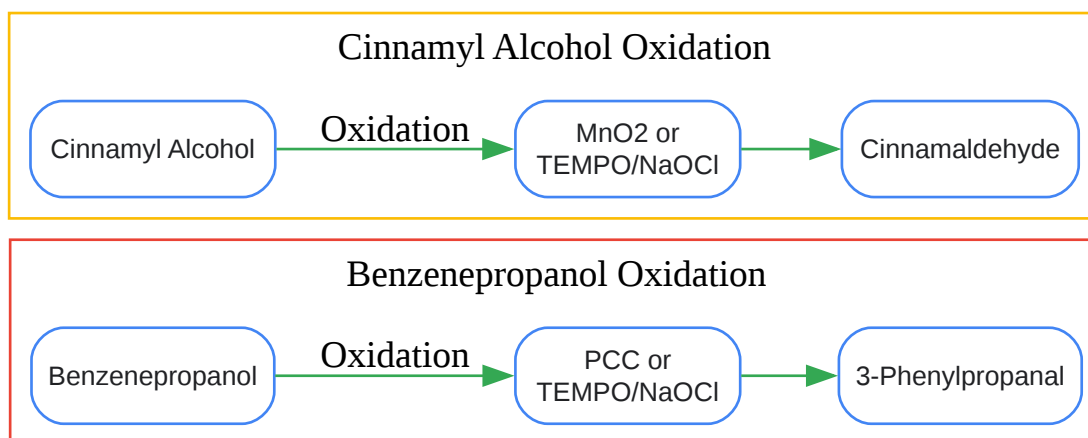 Cinnamyl Alcohol Oxidation
Cinnamyl Alcohol
Oxidation
MnO2 or
TEMPO/NaOCl
Cinnamaldehyde
Benzenepropanol Oxidation
Benzenepropanol
Oxidation
PCC or
TEMPO/NaOCl
3-Phenylpropanal